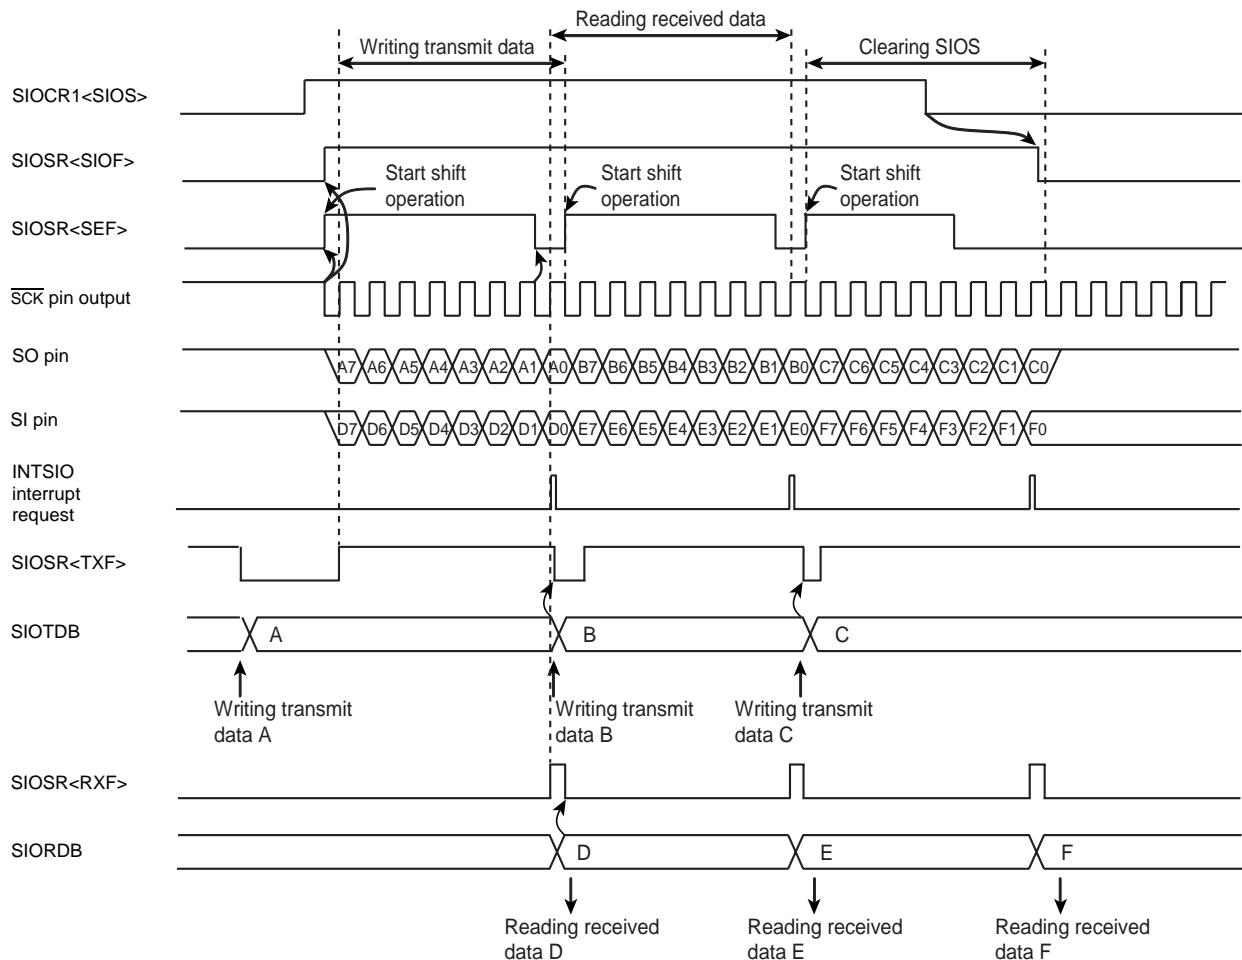 Reading received data
Writing transmit data
Clearing SIOS
SIOCR1<SIOS>
SIOSR<SIOF>
Start shift
operation
Start shift
operation
Start shift
operation
SIOSR<SEF>
SCK pin output
SO pin
A7 A6 A5 A4 A3 A2 A1 A0 B7 B6 B5 B4 B3 B2 B1 B0 C7 C6 C5 C4 C3 C2 C1 C0
SI pin
D7 D6 D5 D4 D3 D2 D1 D0 E7 E6 E5 E4 E3 E2 E1 E0 F7 F6 F5 F4 F3 F2 F1 F0
INTSIO
interrupt
request
SIOSR<TXF>
SIOTDB
A B C
Writing transmit
data A
Writing transmit
data B
Writing transmit
data C
SIOSR<RXF>
SIORDB
D E F
Reading received
data D
Reading received
data E
Reading received
data F